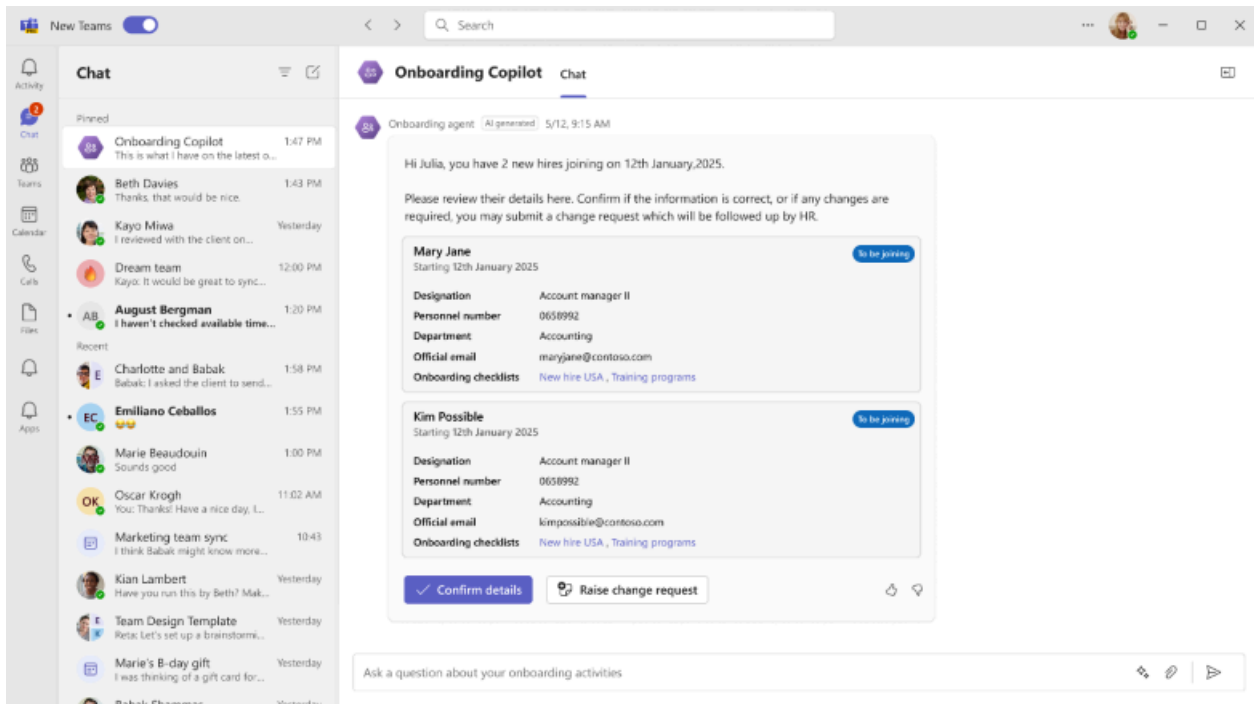 New Teams
Search
Activity
Chat
2
Teams
Calendar
Calls
Files
Apps
Chat
Pinned
Onboarding Copilot 1:47 PM
This is what I have on the latest o...
Beth Davies 1:43 PM
Thanks, that would be nice.
Kayo Miwa Yesterday
I reviewed with the client on...
Dream team 12:00 PM
Kayo: It would be great to sync...
AB
August Bergman 1:20 PM
I haven't checked available time...
Recent
E
Charlotte and Babak 1:58 PM
Babak: I asked the client to send...
EC
Emiliano Ceballos 1:55 PM
Marie Beaudouin 1:00 PM
Sounds good
OK
Oscar Krogh 11:02 AM
You: Thanks! Have a nice day, I...
Marketing team sync 10:43
I think Babak might know more...
Kian Lambert Yesterday
Have you run this by Beth? Mak...
E
Team Design Template Yesterday
Reta: Let's set up a brainstormi...
Marie's B-day gift Yesterday
I was thinking of a gift card for...
Onboarding Copilot Chat
Onboarding agent AI generated 5/12, 9:15 AM
Hi Julia, you have 2 new hires joining on 12th January,2025.
Please review their details here. Confirm if the information is correct, or if any changes are
required, you may submit a change request which will be followed up by HR.
Mary Jane To be joining
Starting 12th January 2025
Designation Account manager II
Personnel number 0658992
Department Accounting
Official email maryjane@contoso.com
Onboarding checklists New hire USA , Training programs
Kim Possible To be joining
Starting 12th January 2025
Designation Account manager II
Personnel number 0658992
Department Accounting
Official email kimpossible@contoso.com
Onboarding checklists New hire USA , Training programs
Confirm details Raise change request
Ask a question about your onboarding activities